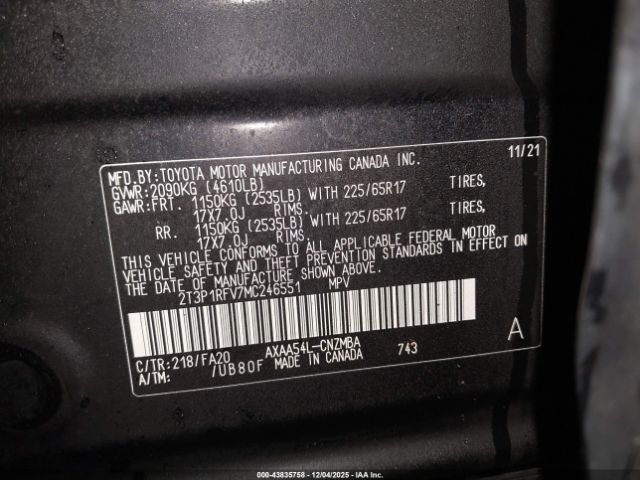 MFD.BY:TOYOTA MOTOR MANUFACTURING CANADA INC. 11/21
GVWR:2090KG (4610LB)
GAWR:FRT. 1150KG (2535LB) WITH 225/65R17 TIRES,
17X7.0J RIMS.
RR. 1150KG (2535LB) WITH 225/65R17 TIRES,
17X7.0J RIMS.
THIS VEHICLE CONFORMS TO ALL APPLICABLE FEDERAL MOTOR
VEHICLE SAFETY AND THEFT PREVENTION STANDARDS IN EFFECT ON
THE DATE OF MANUFACTURE SHOWN ABOVE.
2T3P1RFV7MC246551 MPV
C/TR:218/FA20 AXAA54L-CNZMBA
A/TM: /UB80F MADE IN CANADA 743 A
000-43835758 - 12/04/2025 - IAA Inc.